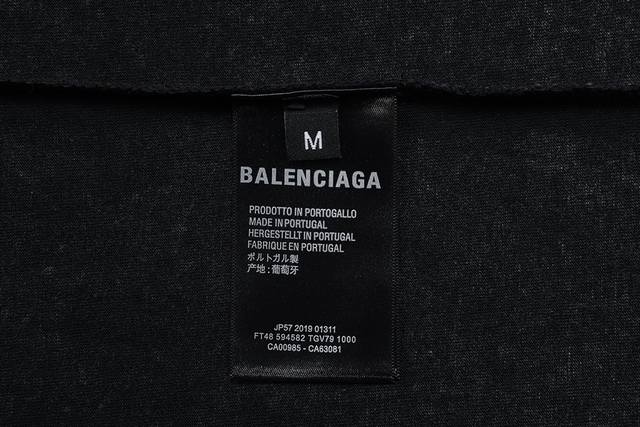 M
BALENCIAGA
PRODOTTO IN PORTOGALLO
MADE IN PORTUGAL
HERGESTELLT IN PORTUGAL
FABRIQUE EN PORTUGAL
ポルトガル製
产地:葡萄牙
JP57 2019 01311
FT48 594582 TGV79 1000
CA00985 - CA63081